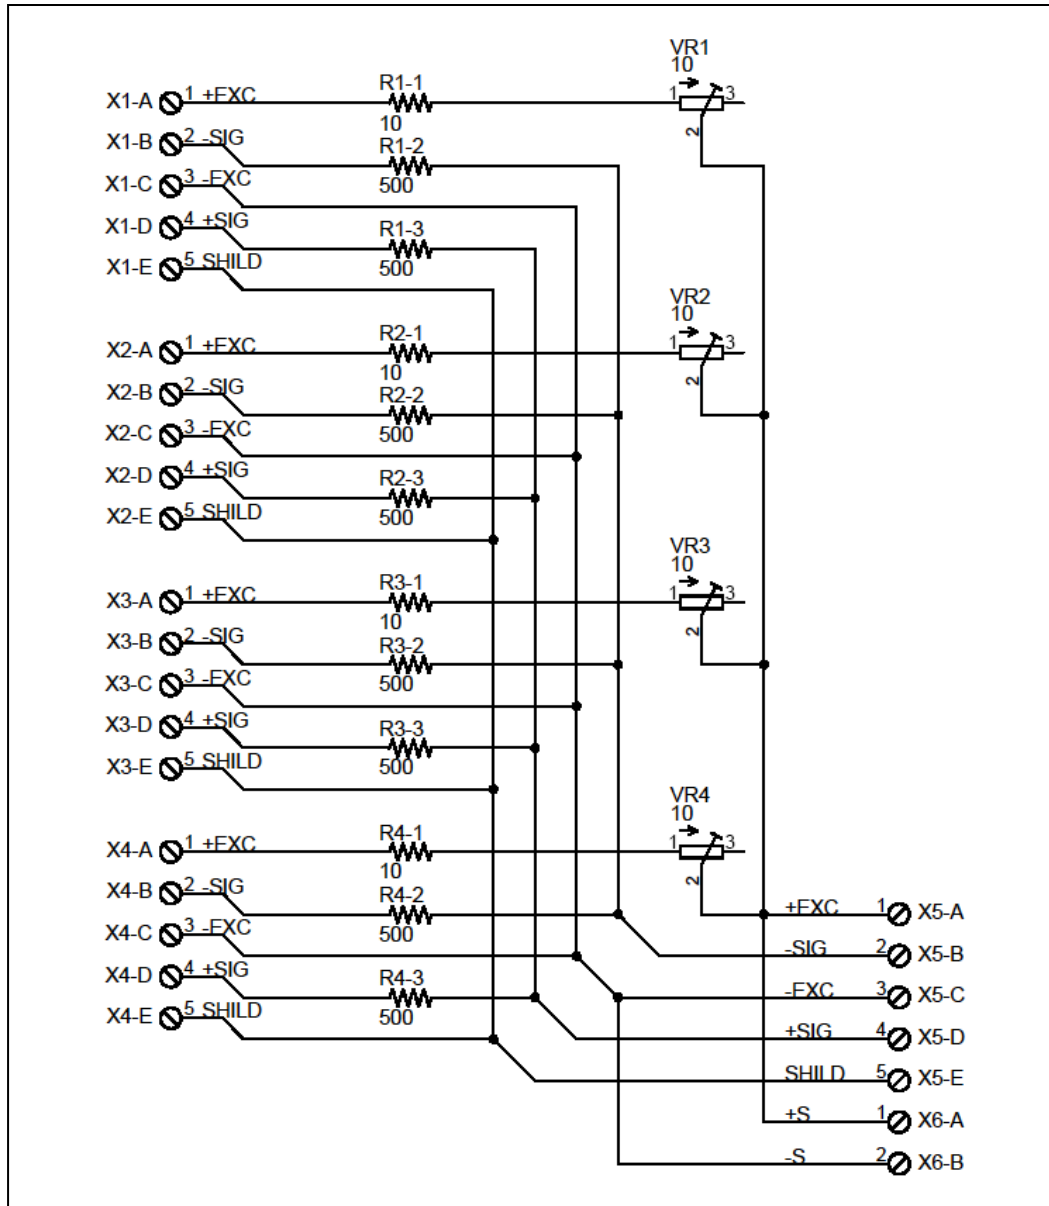 VR1
10
R1-1
X1-A 1 +EXC 1 3
10
X1-B 2 -SIG 2
R1-2
X1-C 3 -EXC 500
X1-D 4 +SIG
R1-3
X1-E 5 SHILD 500
VR2
10
R2-1
X2-A 1 +EXC 1 3
10
X2-B 2 -SIG 2
R2-2
X2-C 3 -EXC 500
X2-D 4 +SIG
R2-3
X2-E 5 SHILD 500
VR3
10
R3-1
X3-A 1 +EXC 1 3
10
X3-B 2 -SIG 2
R3-2
X3-C 3 -EXC 500
X3-D 4 +SIG
R3-3
X3-E 5 SHILD 500
VR4
10
R4-1
X4-A 1 +EXC 1 3
10
X4-B 2 -SIG 2
R4-2
+EXC 1 X5-A
X4-C 3 -EXC 500
-SIG 2 X5-B
X4-D 4 +SIG
R4-3
-EXC 3 X5-C
X4-E 5 SHILD 500
+SIG 4 X5-D
SHILD 5 X5-E
+S 1 X6-A
-S 2 X6-B